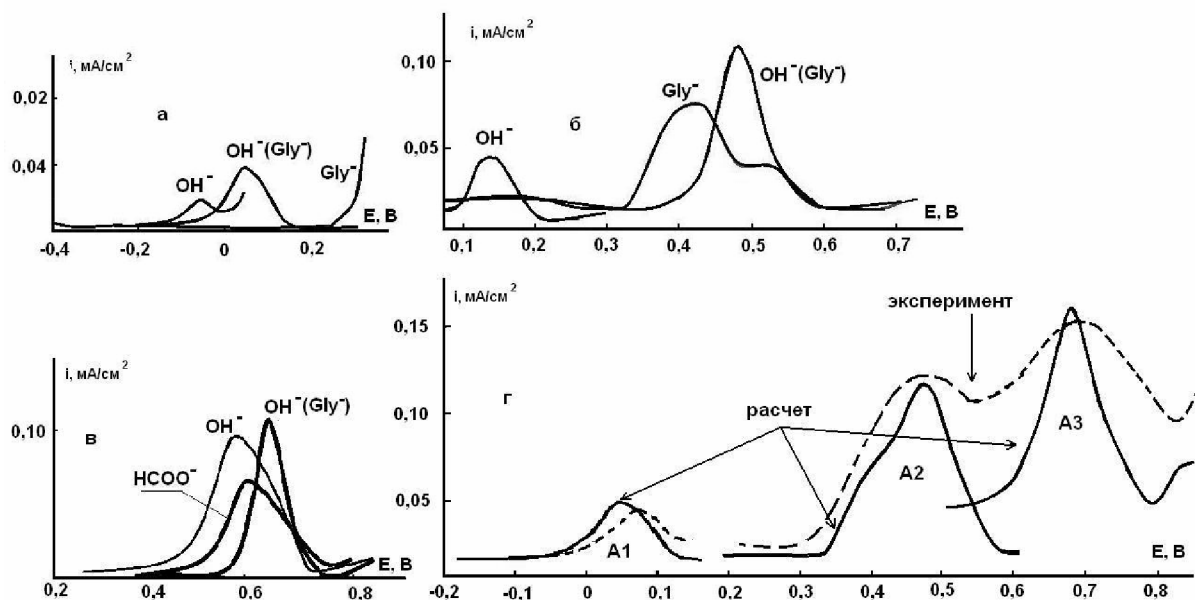 i, мА/см²
0,02
0,04
а
OH⁻
OH⁻(Gly⁻)
Gly⁻
E, В
-0,4
-0,2
0
0,2
i, мА/см²
0,10
0,05
б
OH⁻
Gly⁻
OH⁻(Gly⁻)
E, В
0,1
0,2
0,3
0,4
0,5
0,6
0,7
i, мА/см²
0,10
в
OH⁻
OH⁻(Gly⁻)
HCOO⁻
0,2
0,4
0,6
0,8
i, мА/см²
0,15
0,10
0,05
г
эксперимент
расчет
А1
А2
А3
E, В
-0,2
-0,1
0
0,1
0,2
0,3
0,4
0,5
0,6
0,7
0,8